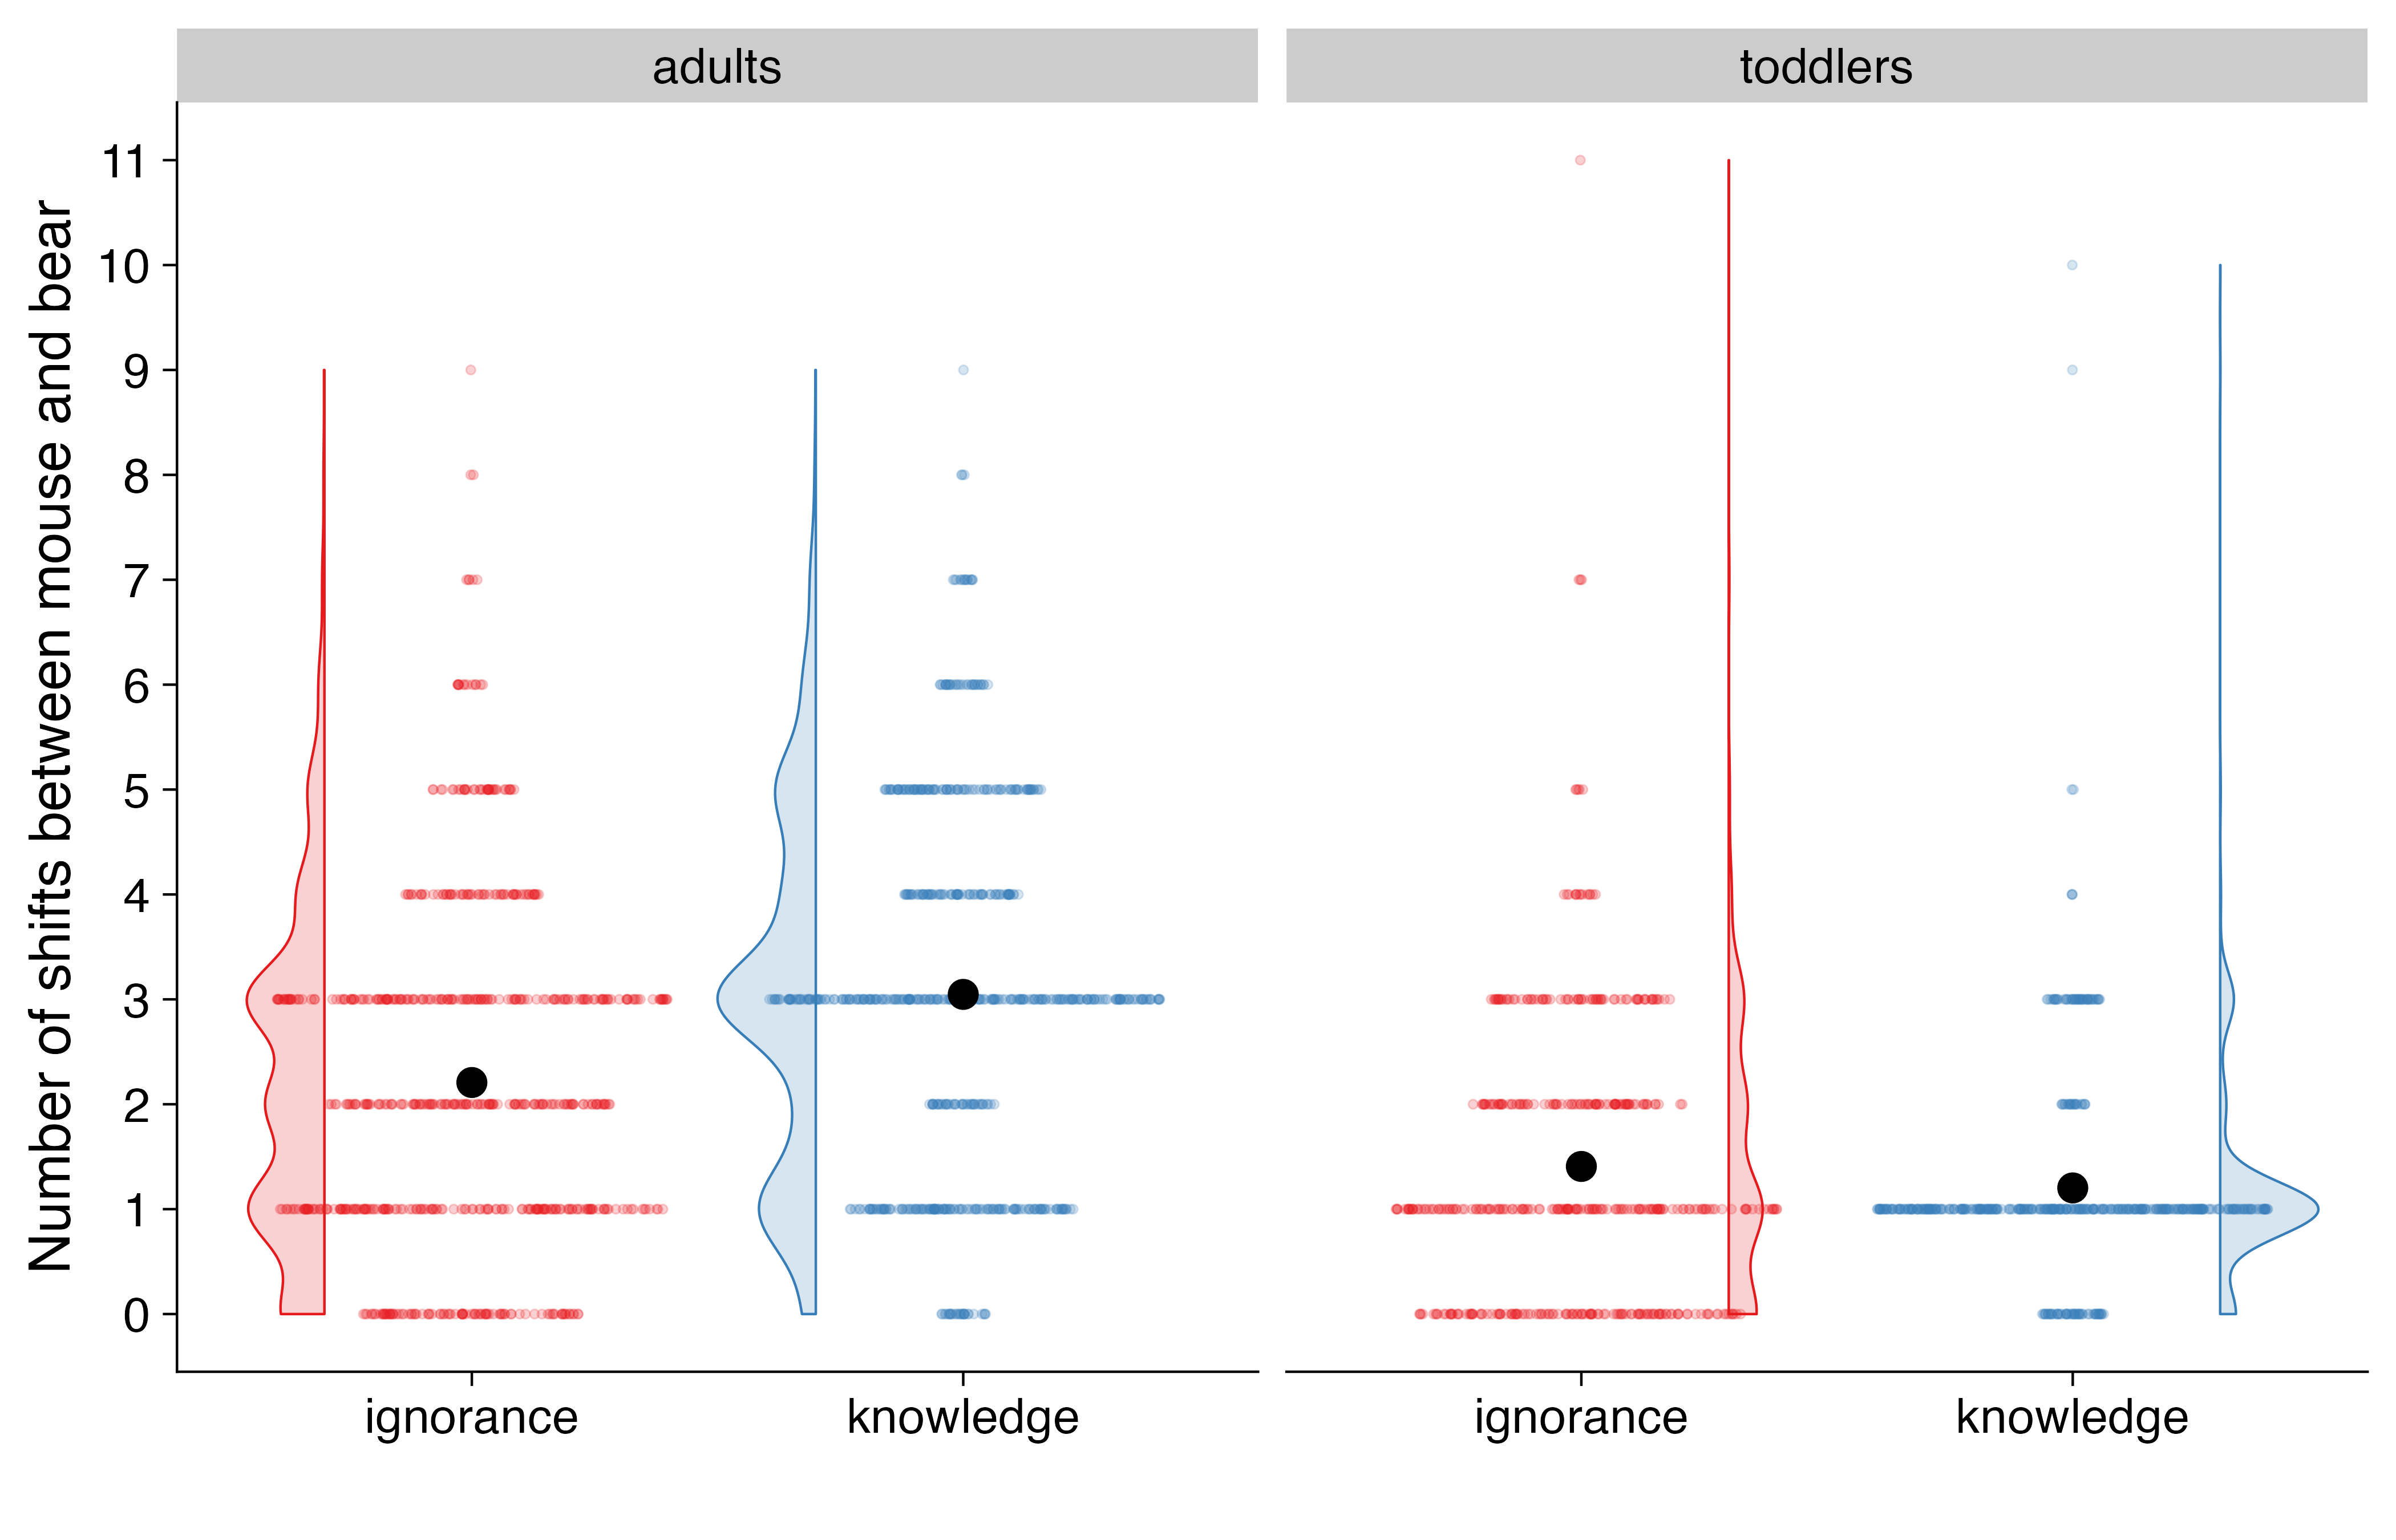 adults
toddlers
Number of shifts between mouse and bear
11
10
9
8
7
6
5
4
3
2
1
0
ignorance
knowledge
ignorance
knowledge